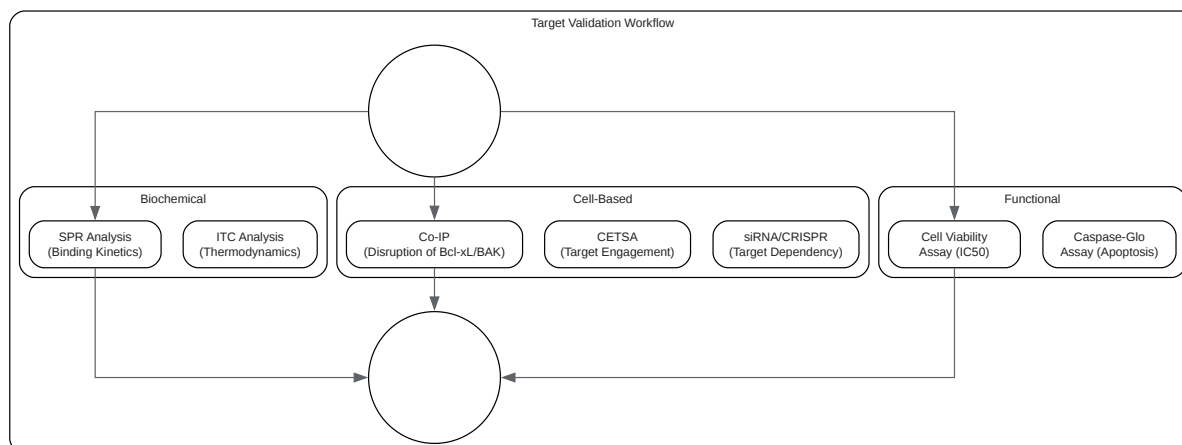 Target Validation Workflow
Biochemical
Cell-Based
Functional
SPR Analysis
(Binding Kinetics)
ITC Analysis
(Thermodynamics)
Co-IP
(Disruption of Bcl-xL/BAK)
CETSA
(Target Engagement)
siRNA/CRISPR
(Target Dependency)
Cell Viability
Assay (IC50)
Caspase-Glo
Assay (Apoptosis)